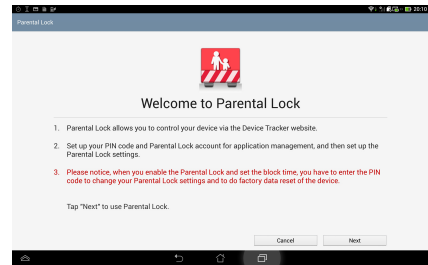 20:10
Parental Lock
Welcome to Parental Lock
1. Parental Lock allows you to control your device via the Device Tracker website.
2. Set up your PIN code and Parental Lock account for application management, and then set up the
Parental Lock settings.
3. Please notice, when you enable the Parental Lock and set the block time, you have to enter the PIN
code to change your Parental Lock settings and to do factory data reset of the device.
Tap "Next" to use Parental Lock.
Cancel Next